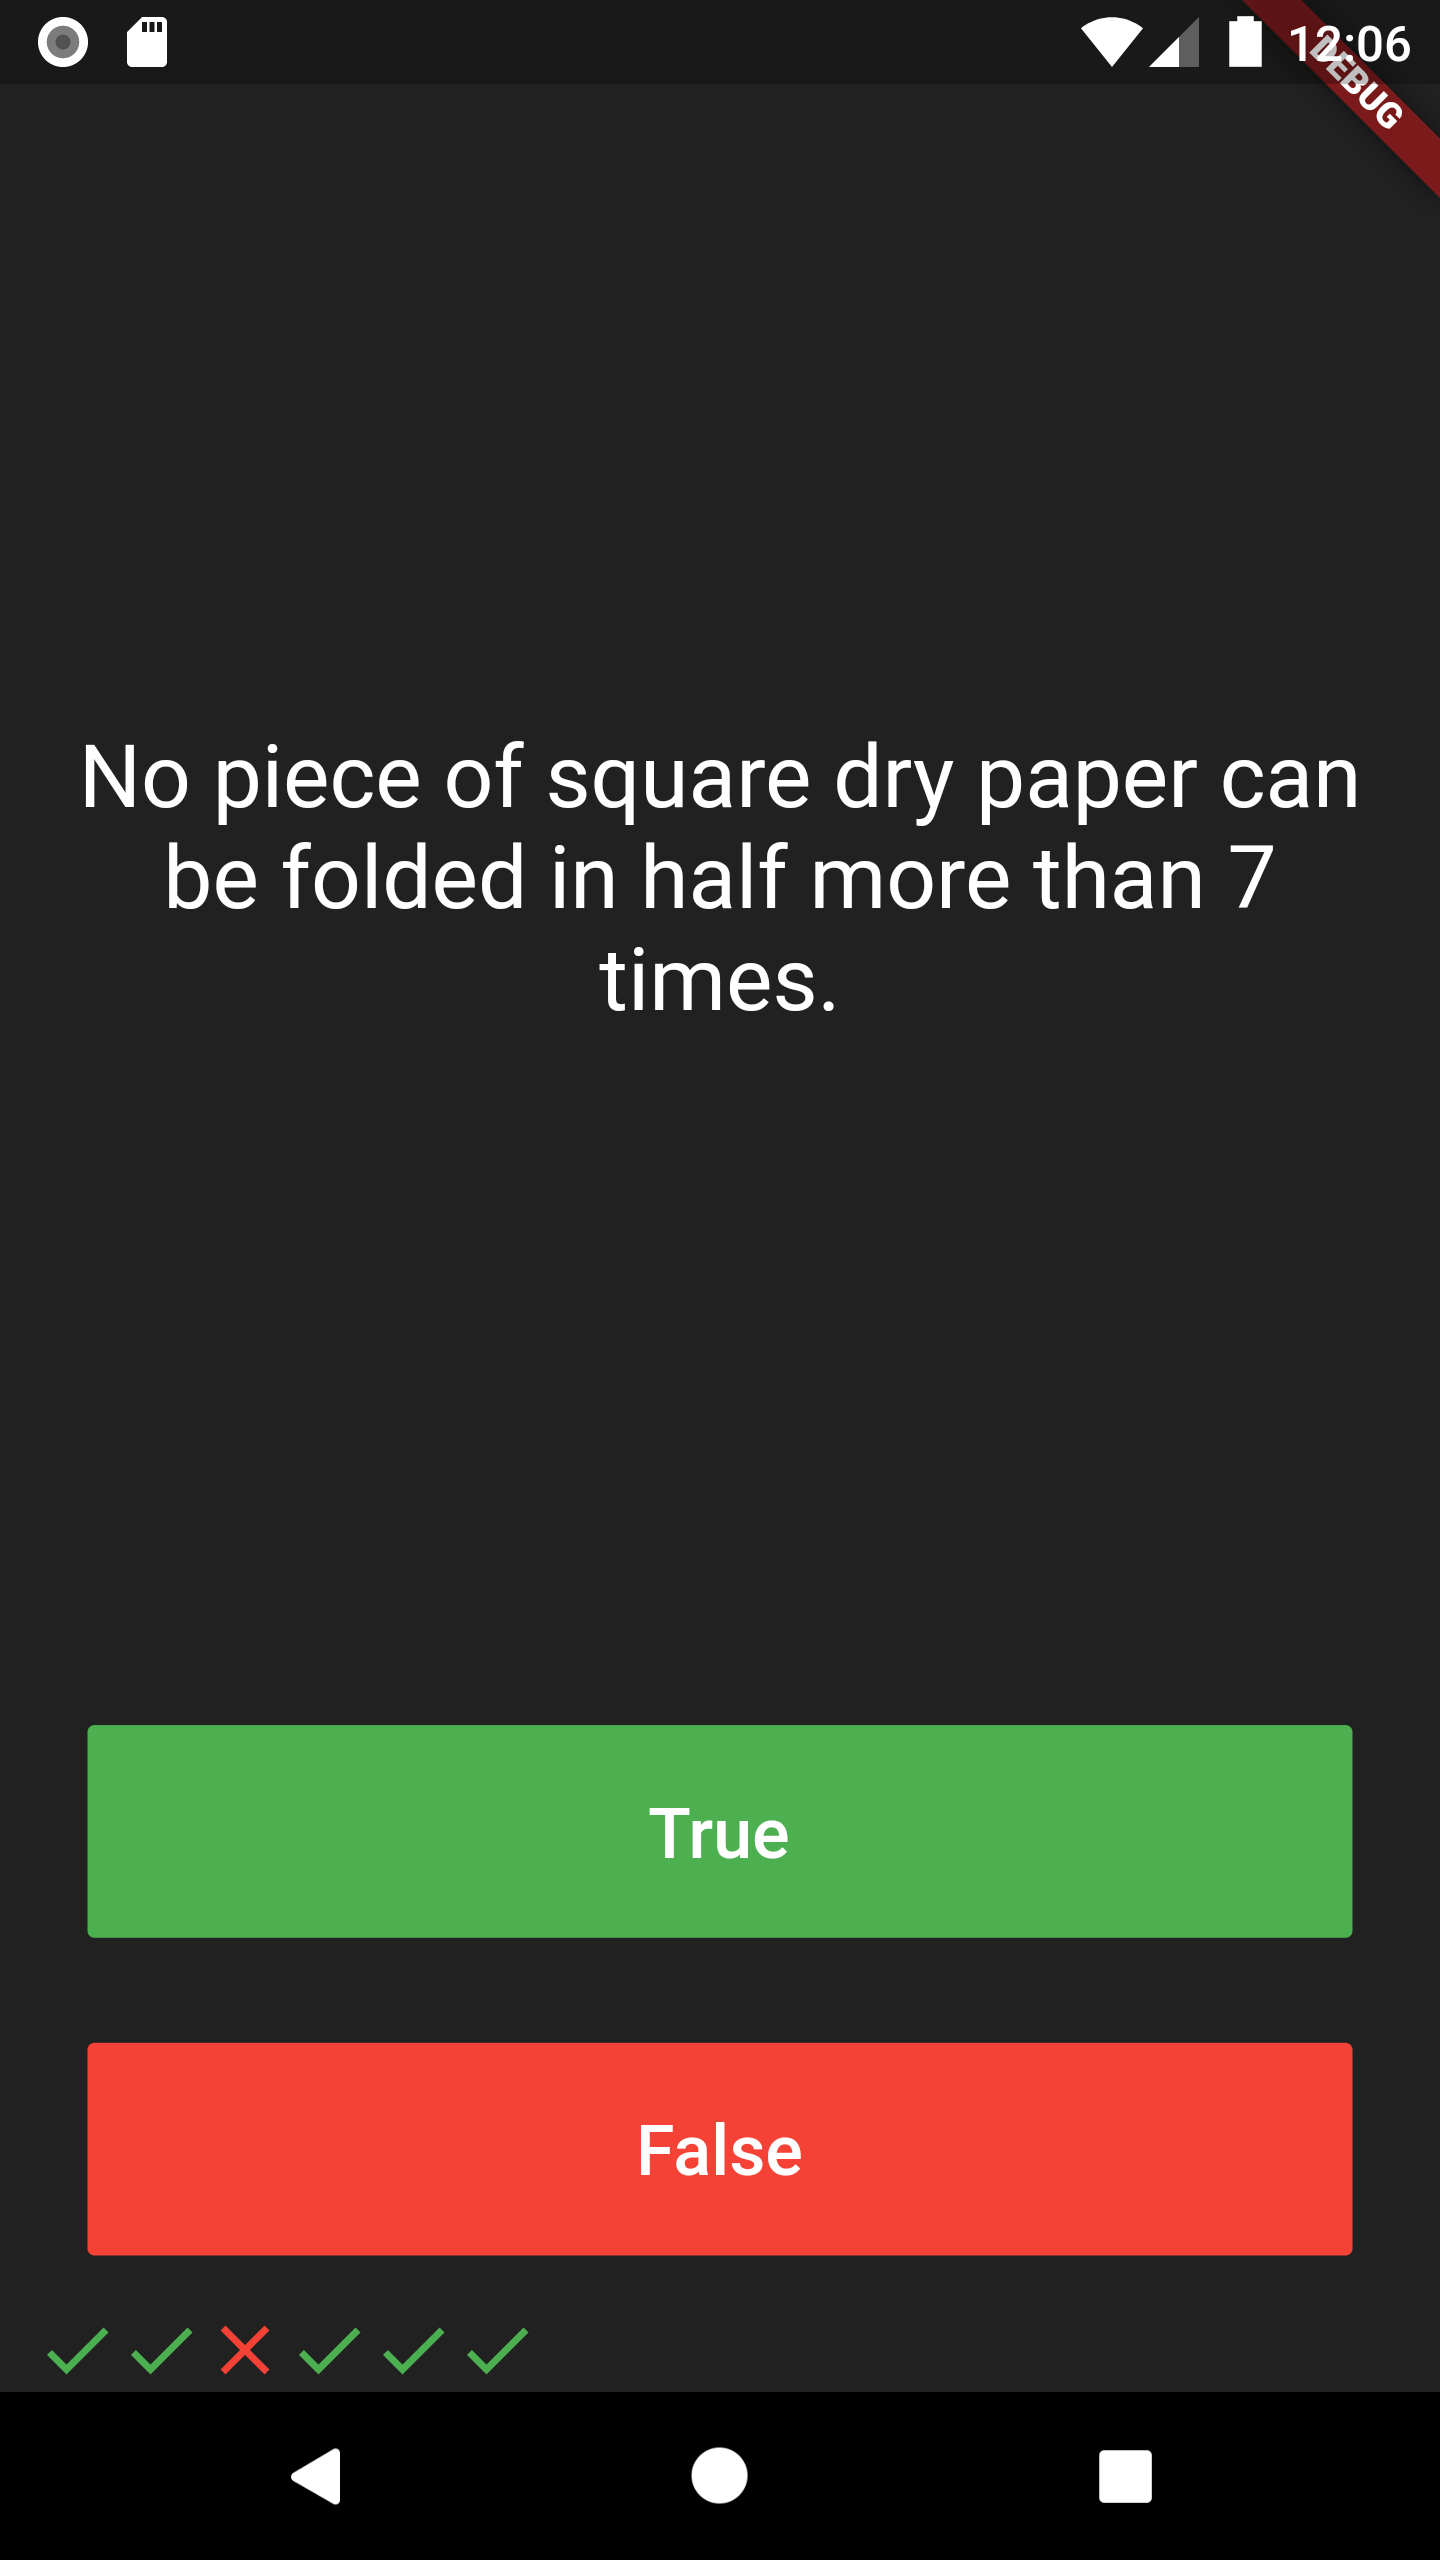 12:06
DEBUG
No piece of square dry paper can
be folded in half more than 7
times.
True
False